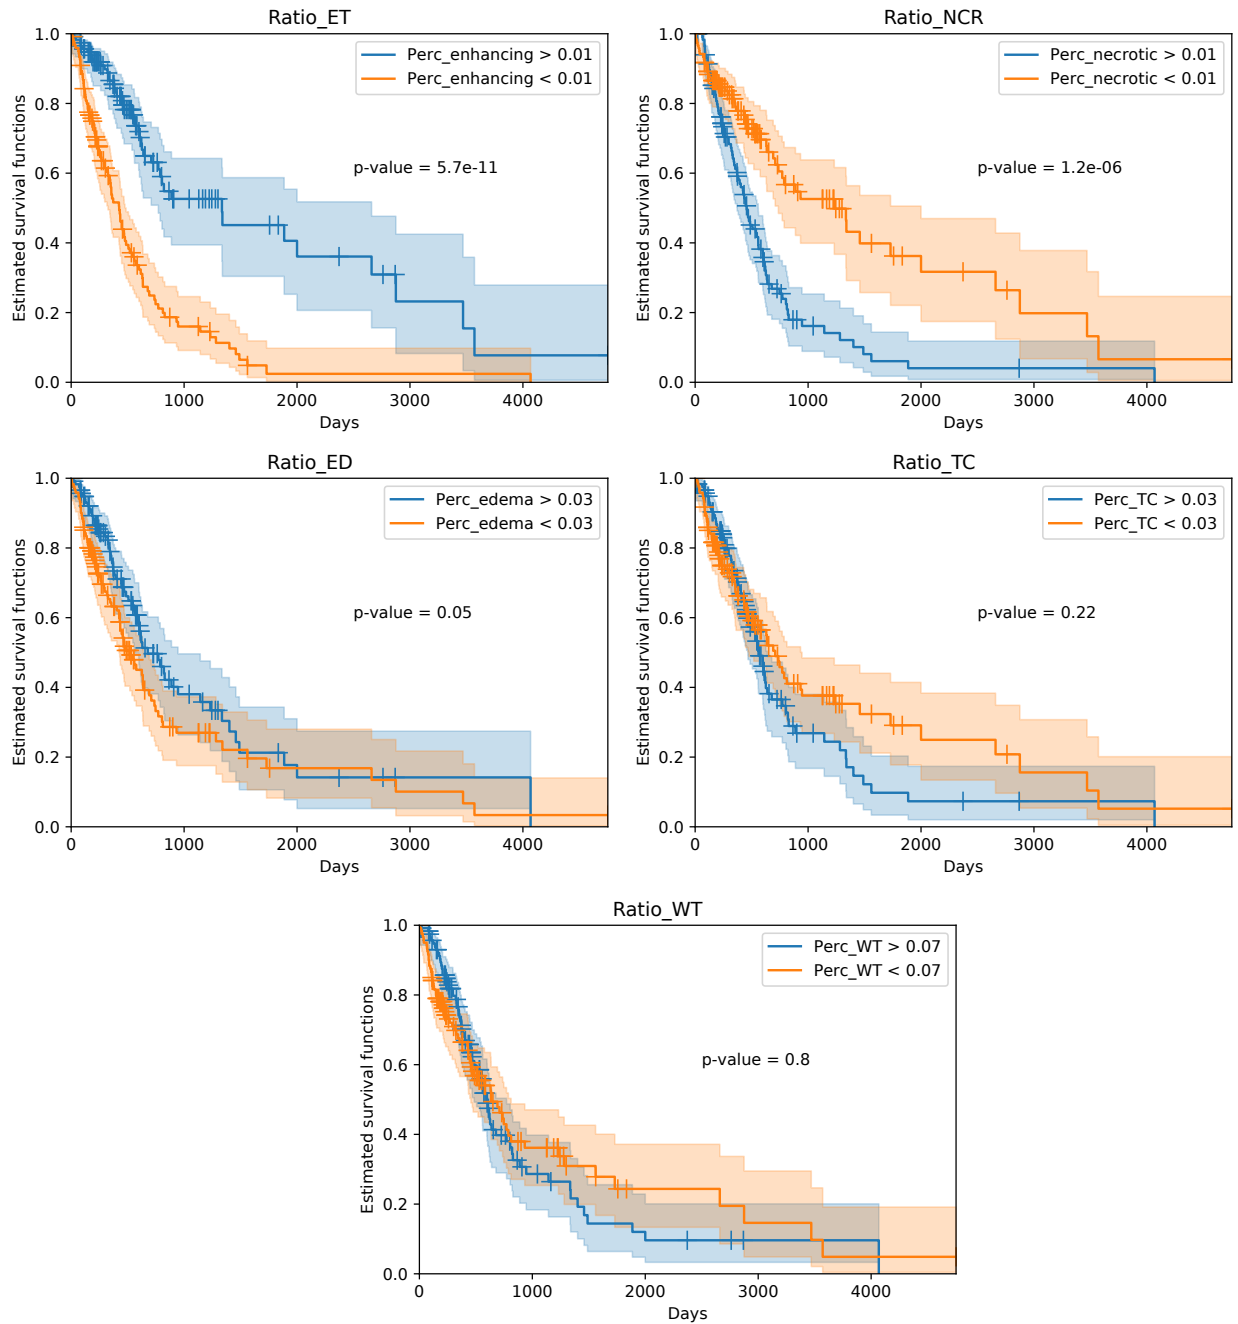 Ratio_ET
Estimated survival functions
1.0
0.8
0.6
0.4
0.2
0.0
Perc_enhancing > 0.01
Perc_enhancing < 0.01
p-value = 5.7e-11
0 1000 2000 3000 4000
Days
Ratio_NCR
Estimated survival functions
1.0
0.8
0.6
0.4
0.2
0.0
Perc_necrotic > 0.01
Perc_necrotic < 0.01
p-value = 1.2e-06
0 1000 2000 3000 4000
Days
Ratio_ED
Estimated survival functions
1.0
0.8
0.6
0.4
0.2
0.0
Perc_edema > 0.03
Perc_edema < 0.03
p-value = 0.05
0 1000 2000 3000 4000
Days
Ratio_TC
Estimated survival functions
1.0
0.8
0.6
0.4
0.2
0.0
Perc_TC > 0.03
Perc_TC < 0.03
p-value = 0.22
0 1000 2000 3000 4000
Days
Ratio_WT
Estimated survival functions
1.0
0.8
0.6
0.4
0.2
0.0
Perc_WT > 0.07
Perc_WT < 0.07
p-value = 0.8
0 1000 2000 3000 4000
Days